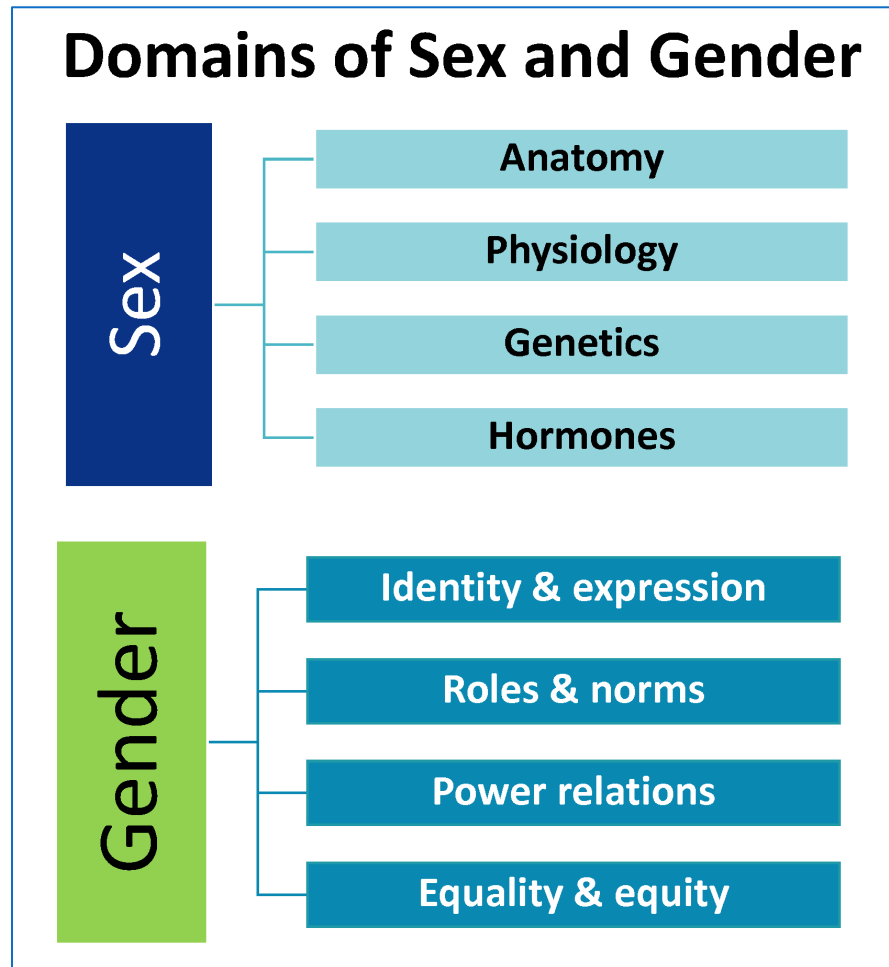 Domains of Sex and Gender
Sex
Anatomy
Physiology
Genetics
Hormones
Gender
Identity & expression
Roles & norms
Power relations
Equality & equity